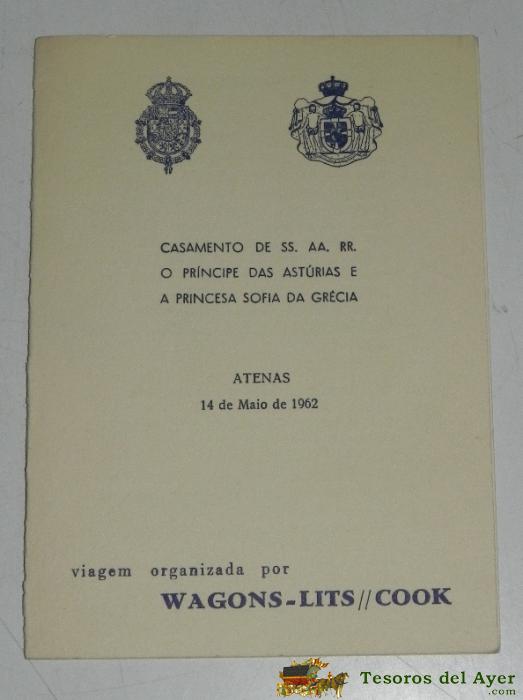 CASAMENTO DE SS. AA. RR.
O PRÍNCIPE DAS ASTÚRIAS E
A PRINCESA SOFIA DA GRÉCIA
ATENAS
14 de Maio de 1962
viagem organizada por
WAGONS-LITS//COOK
Tesoros del Ayer
.com